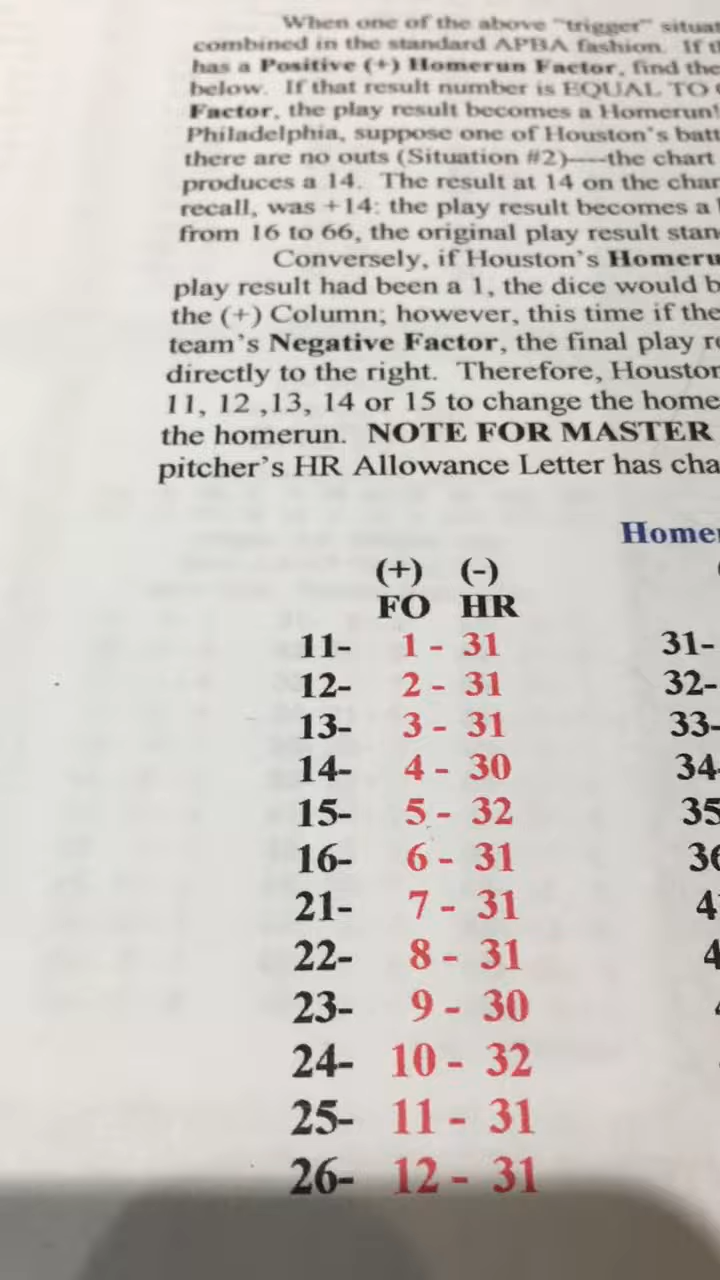 When one of the above "trigger" situat
combined in the standard APBA fashion. If t
has a Positive (+) Homerun Factor, find the
below. If that result number is EQUAL TO
Factor, the play result becomes a Homerun!
Philadelphia, suppose one of Houston's batt
there are no outs (Situation #2)—the chart
produces a 14. The result at 14 on the char
recall, was +14: the play result becomes a
from 16 to 66, the original play result stan
Conversely, if Houston's Homeru
play result had been a 1, the dice would b
the (+) Column; however, this time if the
team's Negative Factor, the final play r
directly to the right. Therefore, Houston
11, 12 ,13, 14 or 15 to change the home
the homerun. NOTE FOR MASTER
pitcher's HR Allowance Letter has cha
Home
(+) (-)
FO HR
11- 1 - 31 31-
12- 2 - 31 32-
13- 3 - 31 33-
14- 4 - 30 34-
15- 5 - 32 35
16- 6 - 31 36
21- 7 - 31 4
22- 8 - 31 4
23- 9 - 30
24- 10 - 32
25- 11 - 31
26- 12 - 31